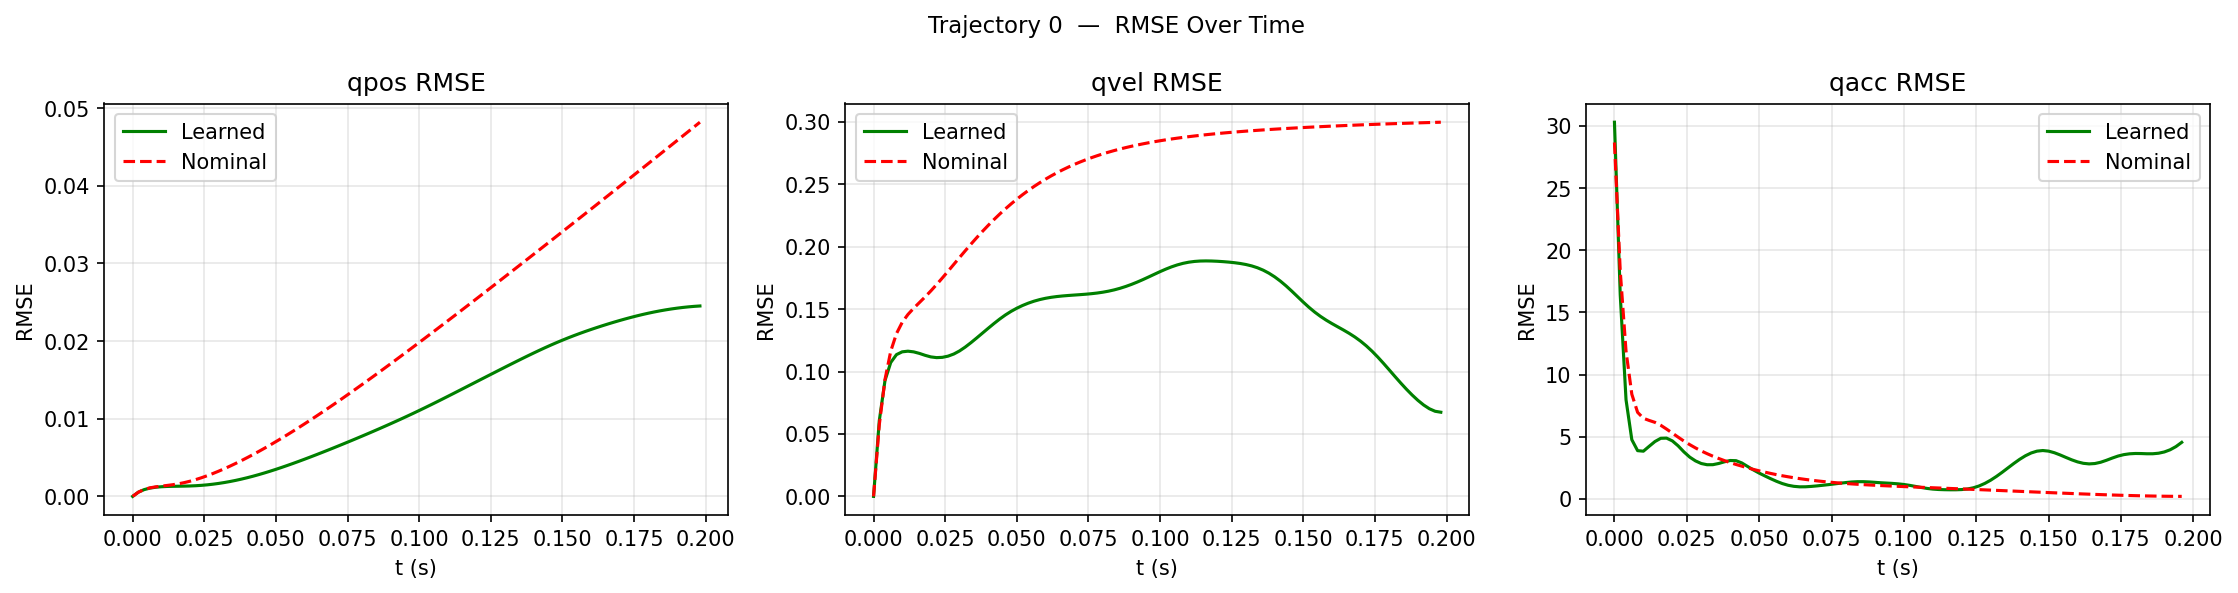 Trajectory 0 — RMSE Over Time
qpos RMSE
Learned
Nominal
RMSE
0.05
0.04
0.03
0.02
0.01
0.00
0.000 0.025 0.050 0.075 0.100 0.125 0.150 0.175 0.200
t (s)
qvel RMSE
Learned
Nominal
RMSE
0.30
0.25
0.20
0.15
0.10
0.05
0.00
0.000 0.025 0.050 0.075 0.100 0.125 0.150 0.175 0.200
t (s)
qacc RMSE
Learned
Nominal
RMSE
30
25
20
15
10
5
0
0.000 0.025 0.050 0.075 0.100 0.125 0.150 0.175 0.200
t (s)